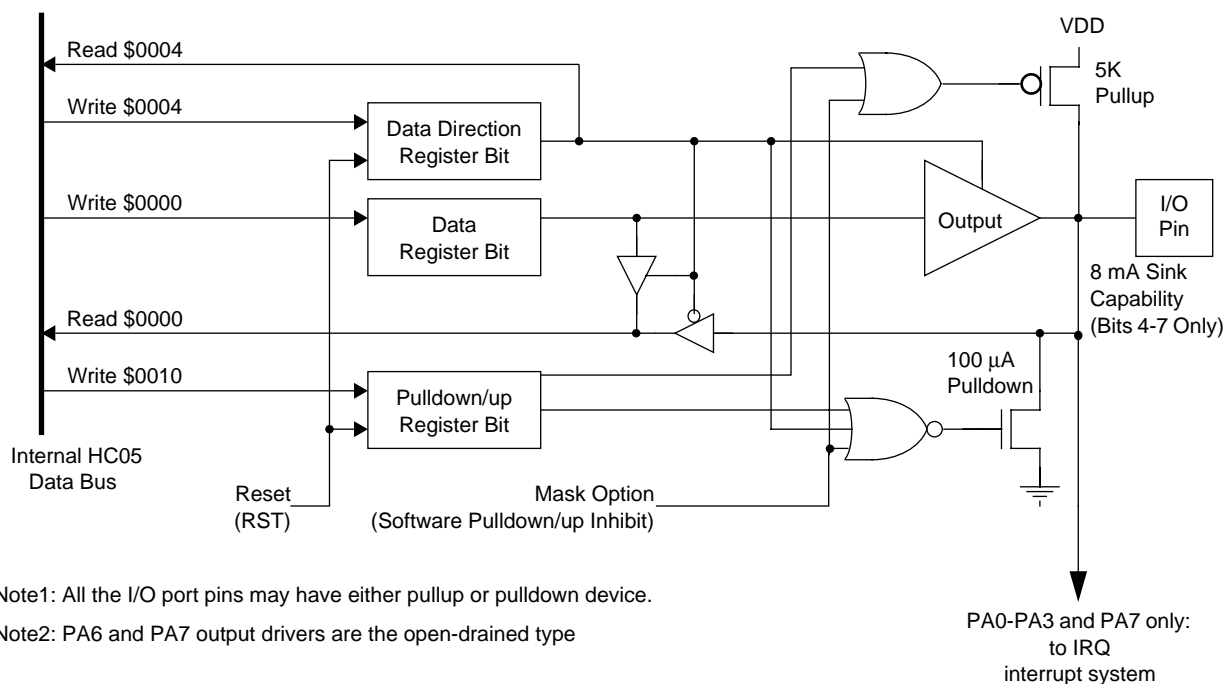 VDD
Read $0004
5K
Pullup
Write $0004
Data Direction
Register Bit
Write $0000
Data
Register Bit
Output
I/O
Pin
8 mA Sink
Capability
(Bits 4-7 Only)
Read $0000
100 µA
Pulldown
Write $0010
Pulldown/up
Register Bit
Internal HC05
Data Bus
Reset
(RST)
Mask Option
(Software Pulldown/up Inhibit)
Note1: All the I/O port pins may have either pullup or pulldown device.
Note2: PA6 and PA7 output drivers are the open-drained type
PA0-PA3 and PA7 only:
to IRQ
interrupt system